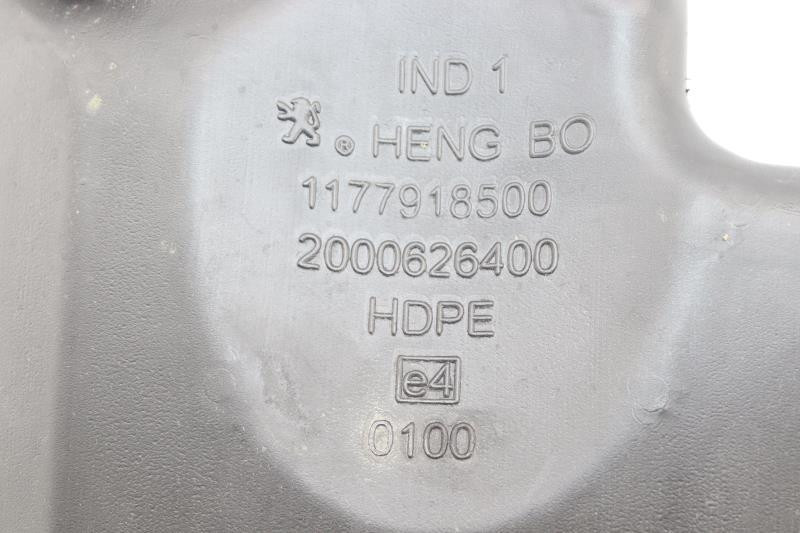 IND 1
® HENG BO
1177918500
2000626400
HDPE
e4
0100